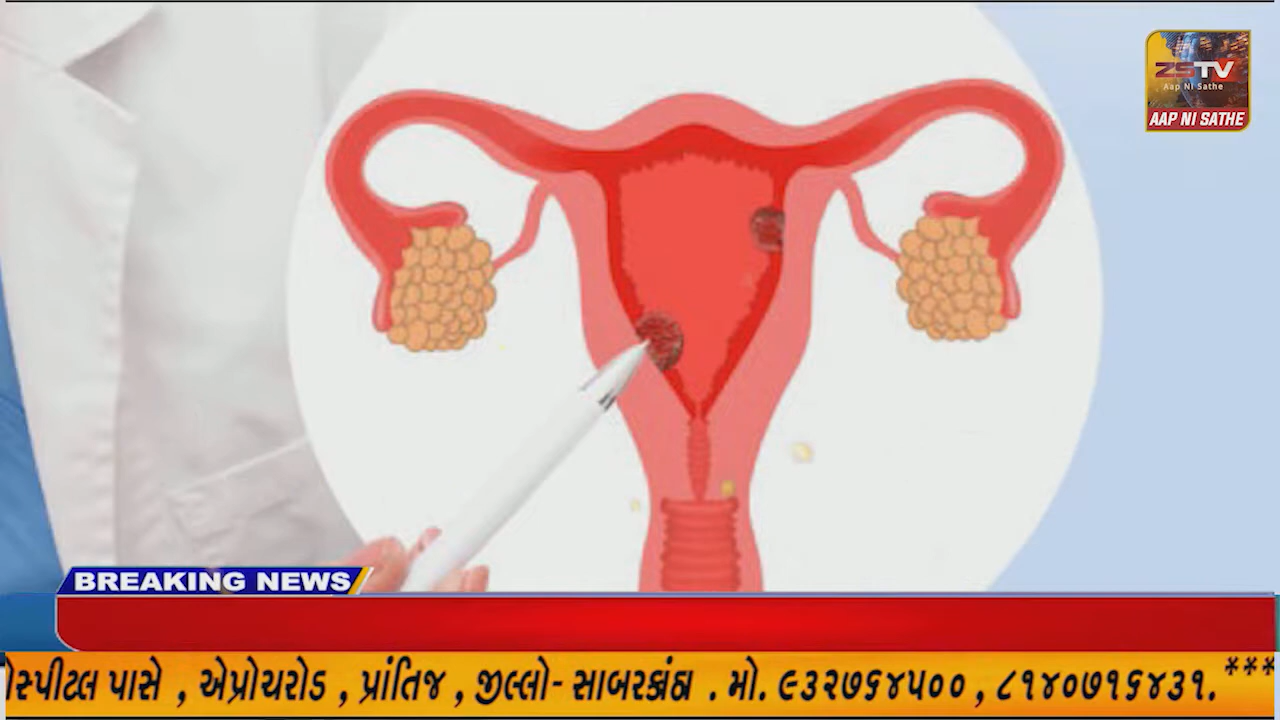 ZSTV
Aap Ni Sathe
AAP NI SATHE
BREAKING NEWS
સ્પીટલ પાસે , એપ્રોચરોડ , પ્રાંતિજ , જીલ્લો- સાબરકાંઠા . મો. ૯૩૨૭૬૪૫૦૦ , ૮૧૪૦૭૧૬૪૩૧. ***